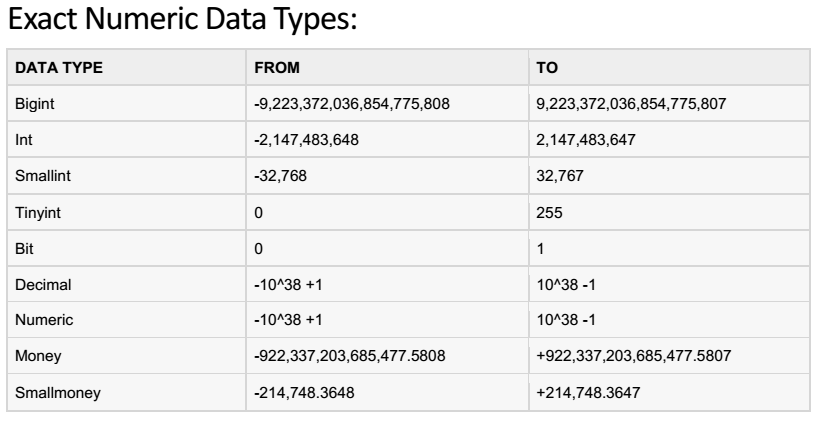 Exact Numeric Data Types:
DATA TYPE FROM TO
Bigint -9,223,372,036,854,775,808 9,223,372,036,854,775,807
Int -2,147,483,648 2,147,483,647
Smallint -32,768 32,767
Tinyint 0 255
Bit 0 1
Decimal -10^38 +1 10^38 -1
Numeric -10^38 +1 10^38 -1
Money -922,337,203,685,477.5808 +922,337,203,685,477.5807
Smallmoney -214,748.3648 +214,748.3647